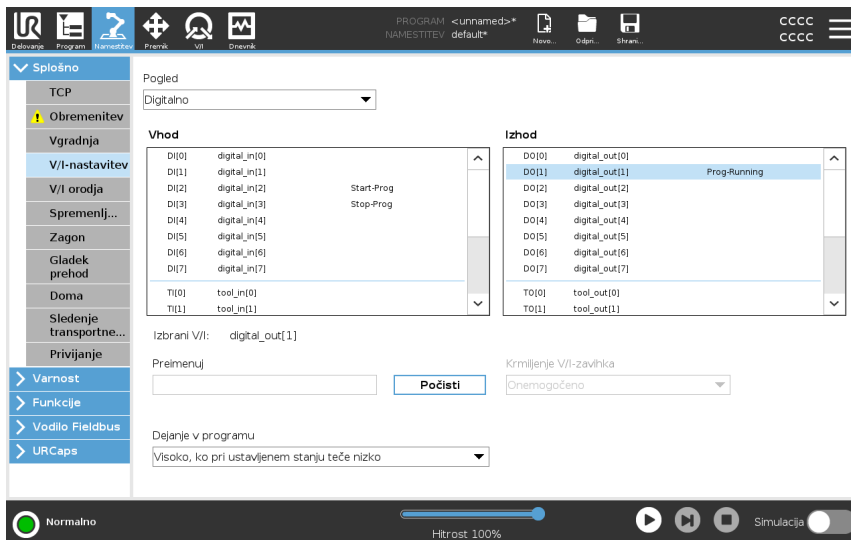 PROGRAM <unnamed>*
NAMESTITEV default*
CCCC
CCCC
Delovanje Program Namestitev Premik V/I Dnevnik Novo... Odpri... Shrani...
Splošno
TCP
Obremenitev
Vgradnja
V/I-nastavitev
V/I orodja
Spremenlj...
Zagon
Gladek
prehod
Doma
Sledenje
transportne...
Privijanje
Varnost
Funkcije
Vodilo Fieldbus
URCaps
Pogled
Digitalno
Vhod
DI[0] digital_in[0]
DI[1] digital_in[1]
DI[2] digital_in[2] Start-Prog
DI[3] digital_in[3] Stop-Prog
DI[4] digital_in[4]
DI[5] digital_in[5]
DI[6] digital_in[6]
DI[7] digital_in[7]
TI[0] tool_in[0]
TI[1] tool_in[1]
Izhod
DO[0] digital_out[0]
DO[1] digital_out[1] Prog-Running
DO[2] digital_out[2]
DO[3] digital_out[3]
DO[4] digital_out[4]
DO[5] digital_out[5]
DO[6] digital_out[6]
DO[7] digital_out[7]
TO[0] tool_out[0]
TO[1] tool_out[1]
Izbrani V/I: digital_out[1]
Preimenuj
Počisti
Krmiljenje V/I-zavihka
Onemogočeno
Dejanje v programu
Visoko, ko pri ustavljenem stanju teče nizko
Normalno
Hitrost 100%
Simulacija